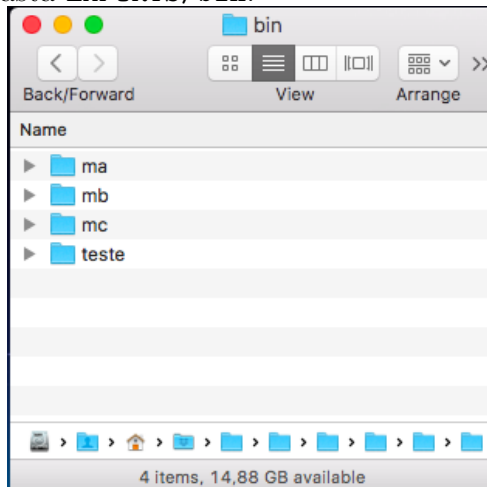 bin
Back/Forward View Arrange
Name
ma
mb
mc
teste
4 items, 14,88 GB available